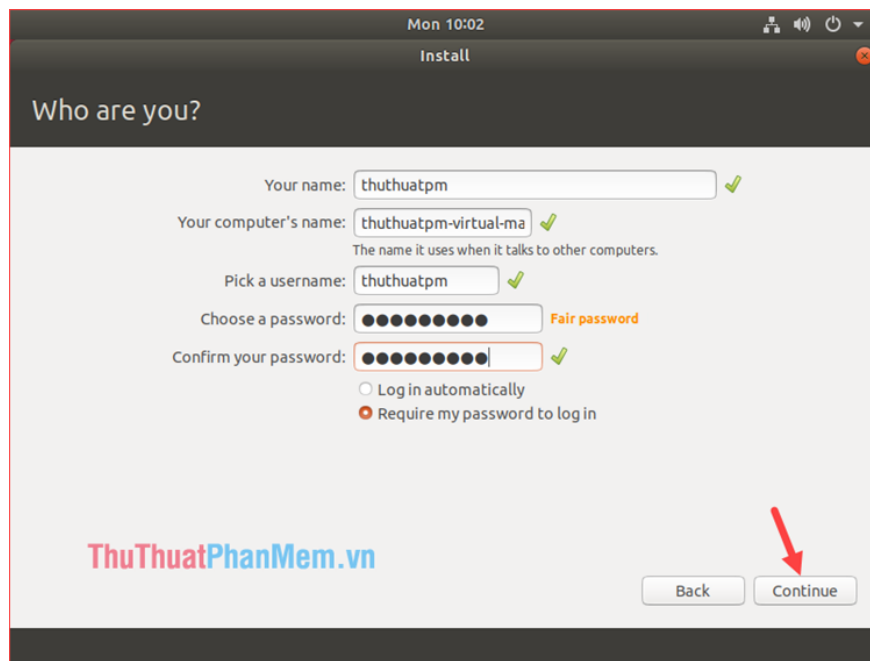 Mon 10:02
Install
Who are you?
Your name: thuthuatpm
Your computer's name: thuthuatpm-virtual-ma
The name it uses when it talks to other computers.
Pick a username: thuthuatpm
Choose a password: ●●●●●●●●● Fair password
Confirm your password: ●●●●●●●●●
Log in automatically
Require my password to log in
ThuThuatPhanMem.vn
Back Continue